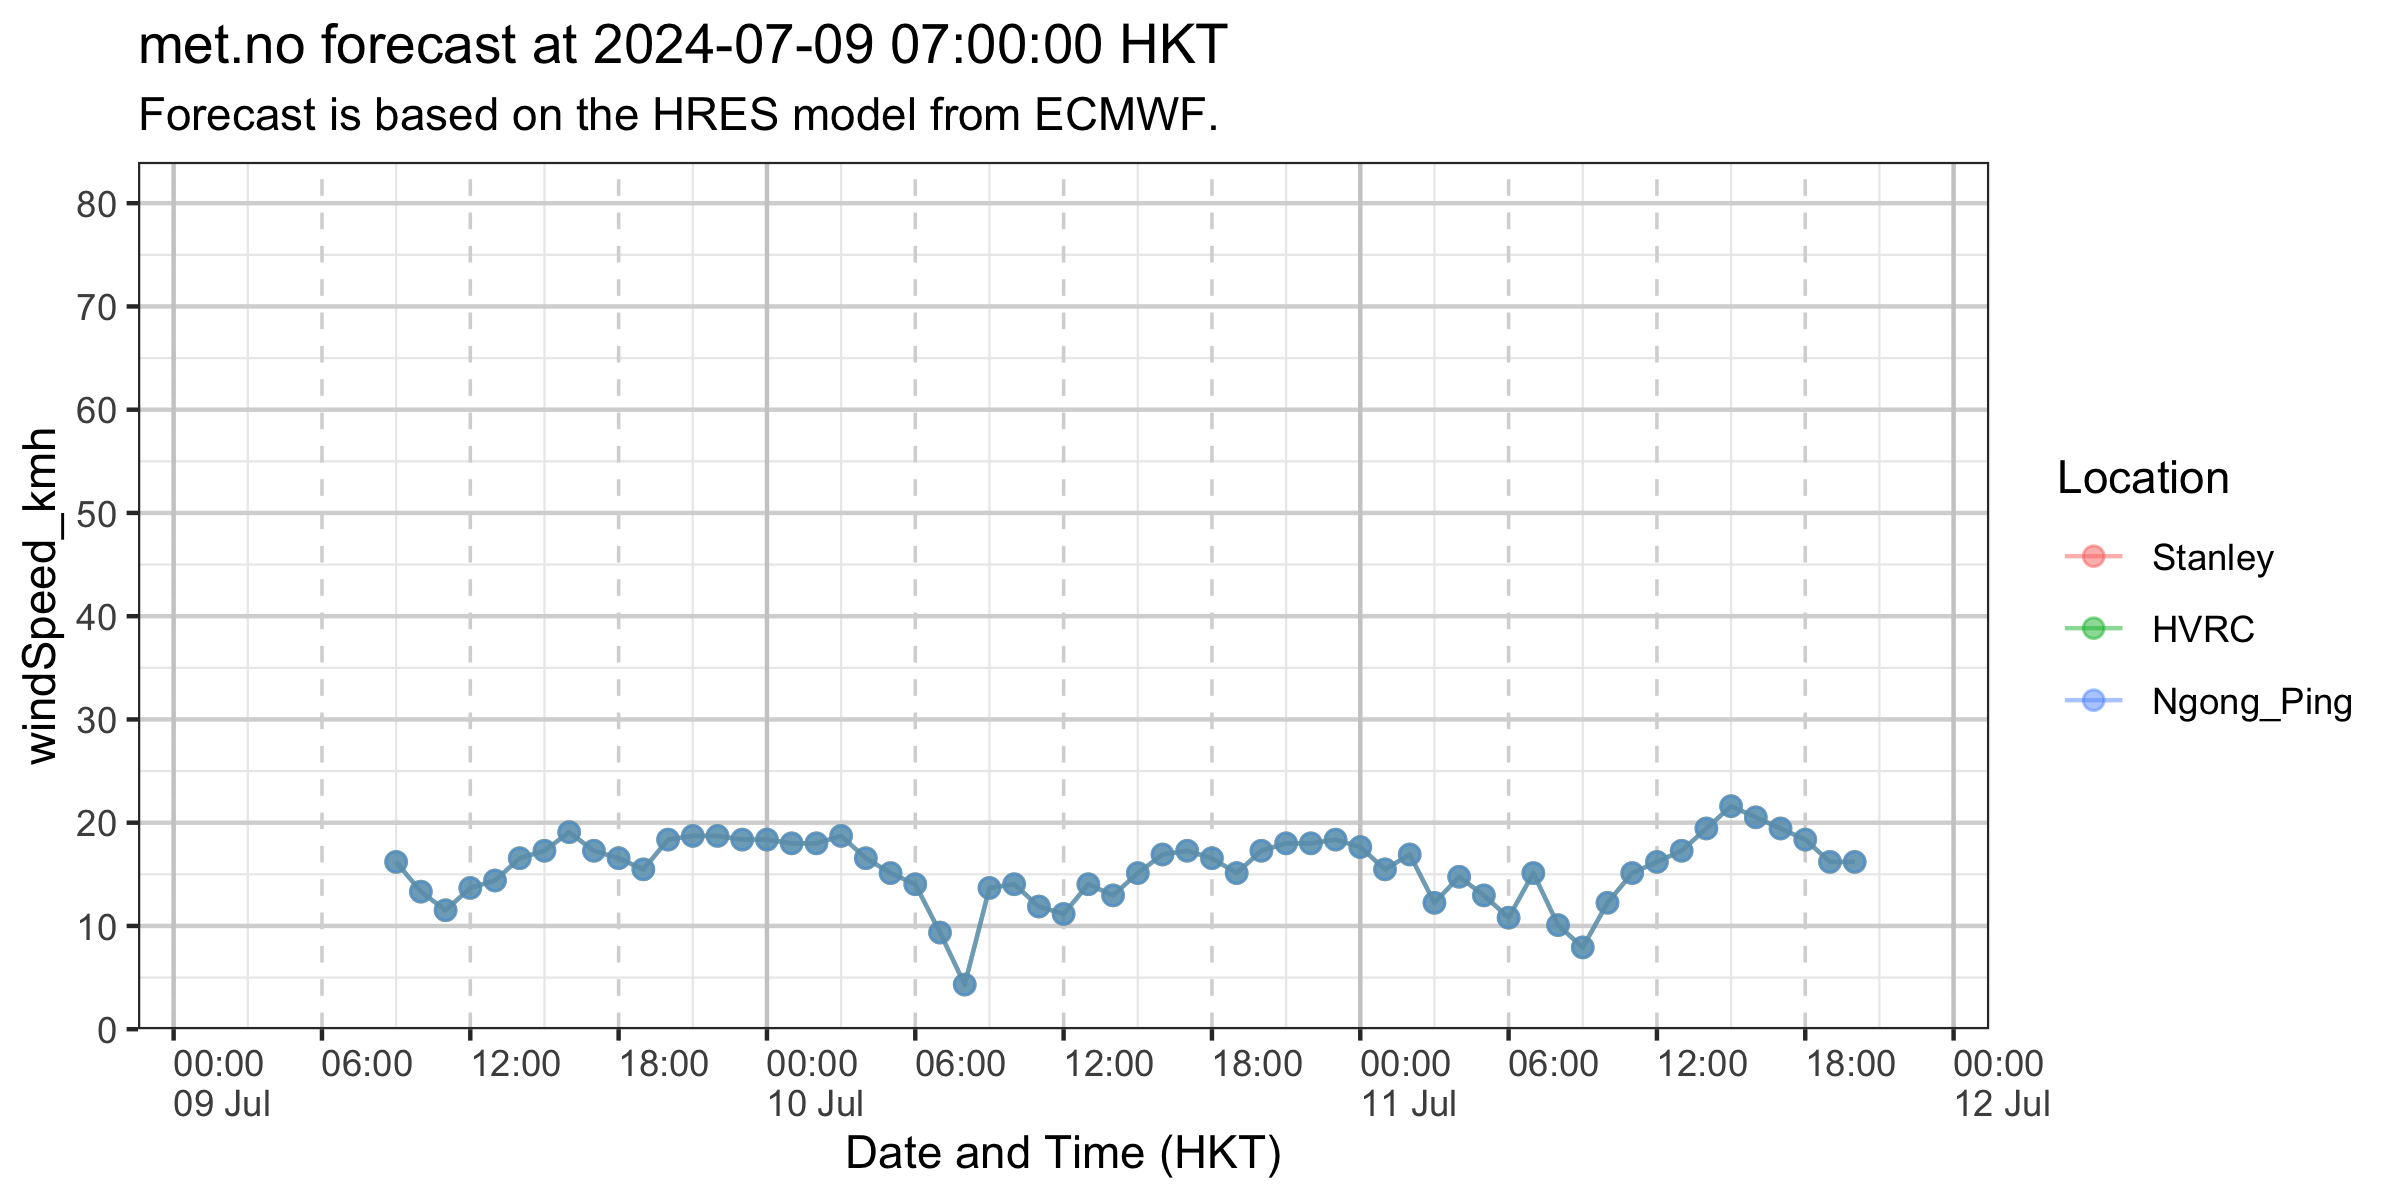 met.no forecast at 2024-07-09 07:00:00 HKT
Forecast is based on the HRES model from ECMWF.
windSpeed_kmh
80
70
60
50
40
30
20
10
0
00:00 06:00 12:00 18:00 00:00 06:00 12:00 18:00 00:00 06:00 12:00 18:00 00:00
09 Jul 10 Jul 11 Jul 12 Jul
Date and Time (HKT)
Location
Stanley
HVRC
Ngong_Ping